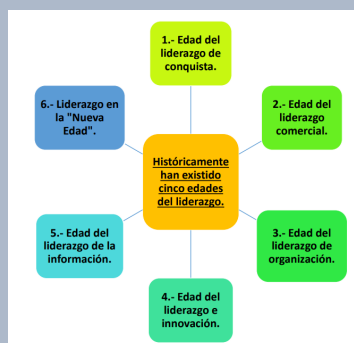 1.- Edad del
liderazgo de
conquista.
6.- Liderazgo en
la "Nueva
Edad".
2.- Edad del
liderazgo
comercial.
Históricamente
han existido
cinco edades
del liderazgo.
5.- Edad del
liderazgo de la
información.
3.- Edad del
liderazgo de
organización.
4.- Edad del
liderazgo e
innovación.